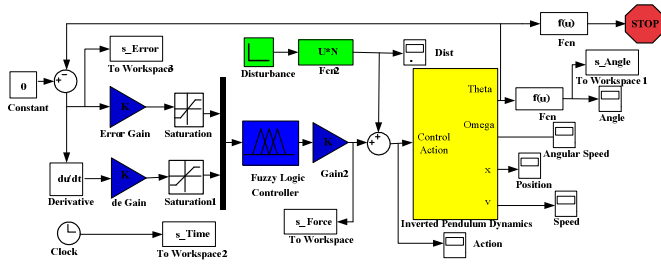 f(u)
STOP
Fcn
s_Error
To Workspace3
U*N
Disturbance
Fcn2
Dist
s_Angle
To Workspace1
0
Constant
K
Error Gain
Saturation
Theta
f(u)
Fcn
Angle
Omega
Angular Speed
Control
Action
Fuzzy Logic
Controller
K
Gain2
x
Position
du/dt
Derivative
K
de Gain
Saturation1
v
Speed
s_Force
To Workspace
Inverted Pendulum Dynamics
Clock
s_Time
To Workspace2
Action